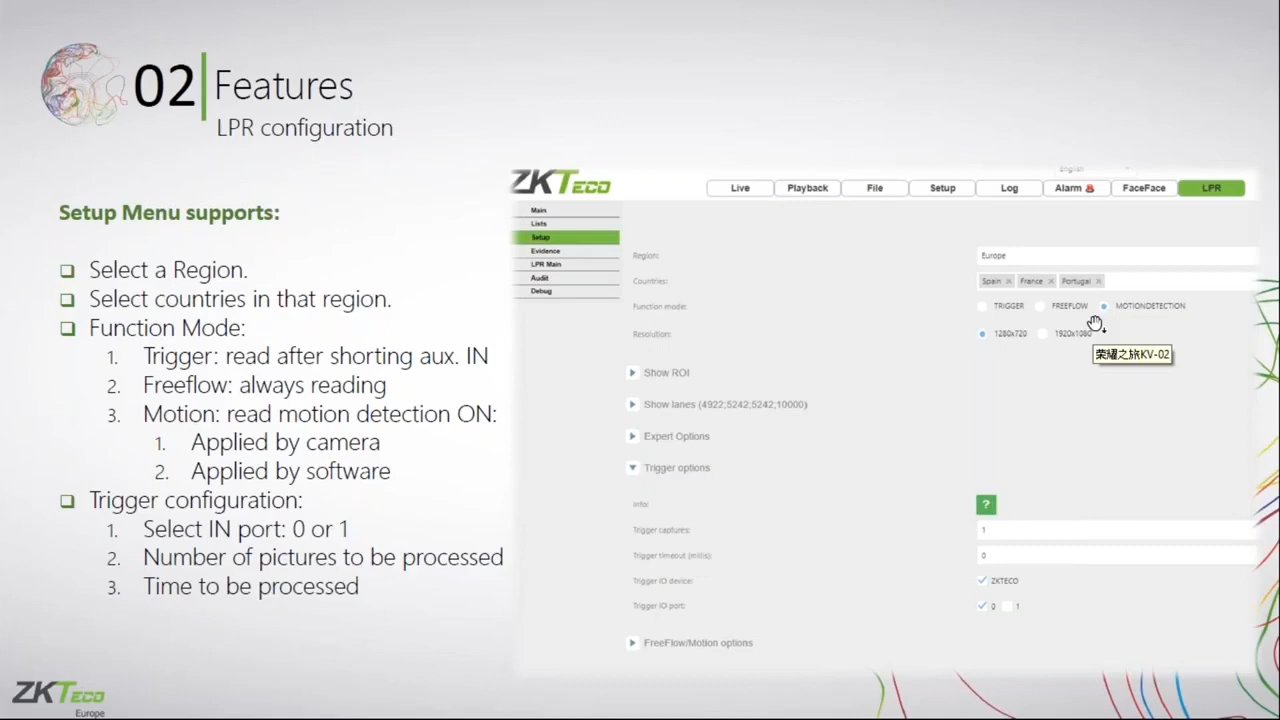 02
Features
LPR configuration
Setup Menu supports:
Select a Region.
Select countries in that region.
Function Mode:
1. Trigger: read after shorting aux. IN
2. Freeflow: always reading
3. Motion: read motion detection ON:
1. Applied by camera
2. Applied by software
Trigger configuration:
1. Select IN port: 0 or 1
2. Number of pictures to be processed
3. Time to be processed
English
ZKTECO
Live Playback File Setup Log Alarm FaceFace LPR
Main
Lists
Setup
Evidence
LPR Main
Audit
Debug
Region: Europe
Countries: Spain × France × Portugal ×
Function mode: TRIGGER FREEFLOW MOTIONDETECTION
Resolution: 1280x720 1920x1080
荣耀之旅KV-02
Show ROI
Show lanes (4922;5242;5242;10000)
Expert Options
Trigger options
Info: ?
Trigger captures: 1
Trigger timeout (millis): 0
Trigger IO device: ZKTECO
Trigger IO port: 0 1
FreeFlow/Motion options
ZKTECO
Europe